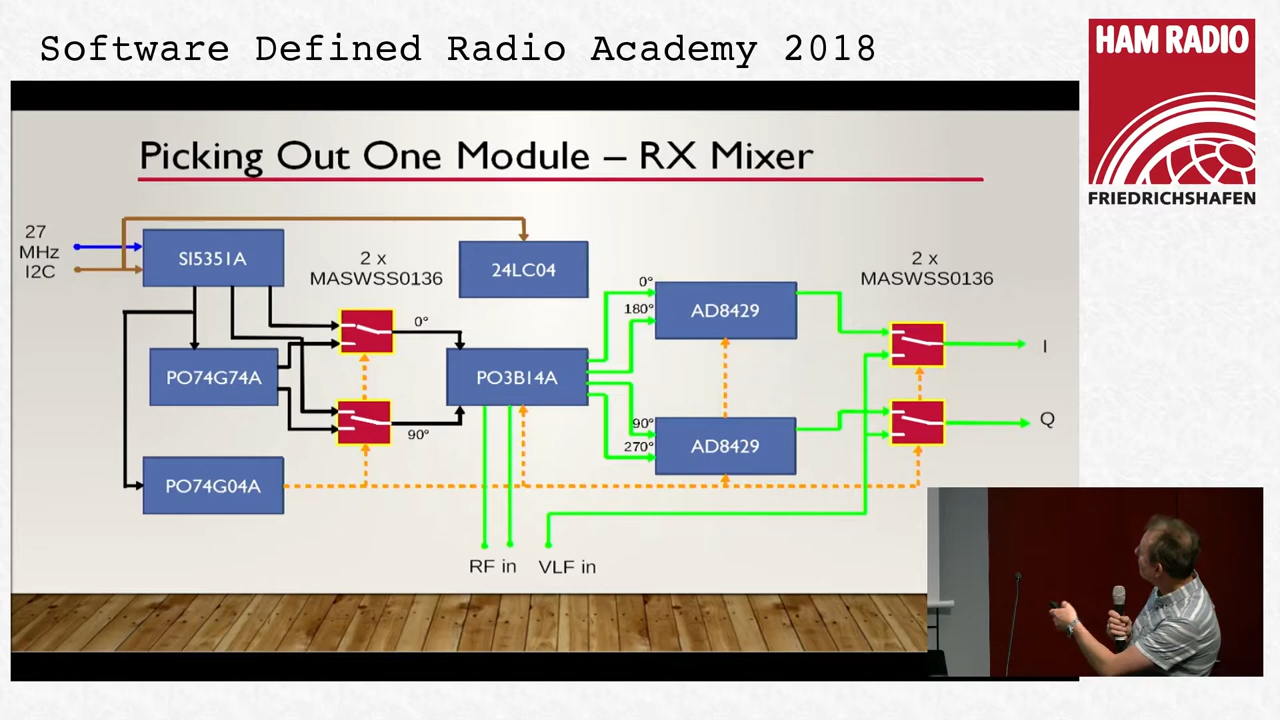 Software Defined Radio Academy 2018
HAM RADIO
FRIEDRICHSHAFEN
Picking Out One Module – RX Mixer
27
MHz
I2C
SI5351A
2 x
MASWSS0136
24LC04
2 x
MASWSS0136
0°
180°
AD8429
0°
I
PO74G74A
PO3B14A
90°
90°
270°
AD8429
Q
PO74G04A
RF in
VLF in